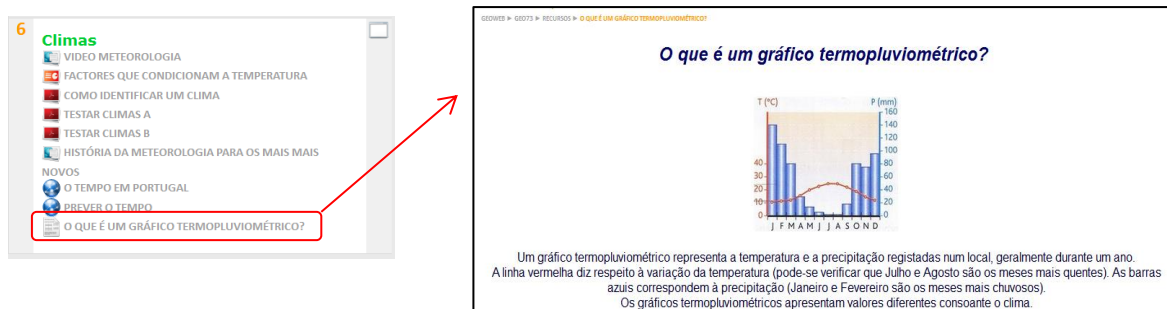 6
Climas
VIDEO METEOROLOGIA
FACTORES QUE CONDICIONAM A TEMPERATURA
COMO IDENTIFICAR UM CLIMA
TESTAR CLIMAS A
TESTAR CLIMAS B
HISTÓRIA DA METEOROLOGIA PARA OS MAIS MAIS
NOVOS
O TEMPO EM PORTUGAL
PREVER O TEMPO
O QUE É UM GRÁFICO TERMOPLUVIOMÉTRICO?
GEOWEB ► GEO73 ► RECURSOS ► O QUE É UM GRÁFICO TERMOPLUVIOMÉTRICO?
O que é um gráfico termopluviométrico?
T (°C) P (mm)
160
140
120
100
40 80
30 60
20 40
10 20
0 0
J F M A M J J A S O N D
Um gráfico termopluviométrico representa a temperatura e a precipitação registadas num local, geralmente durante um ano.
A linha vermelha diz respeito à variação da temperatura (pode-se verificar que Julho e Agosto são os meses mais quentes). As barras
azuis correspondem à precipitação (Janeiro e Fevereiro são os meses mais chuvosos).
Os gráficos termopluviométricos apresentam valores diferentes consoante o clima.